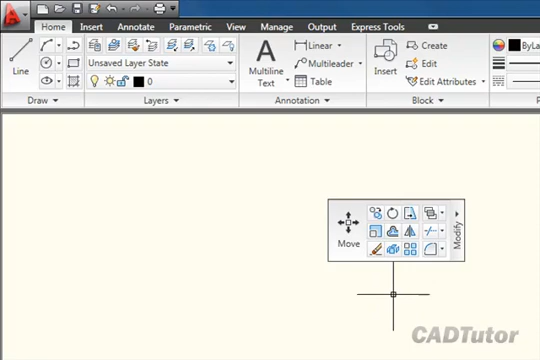 Home Insert Annotate Parametric View Manage Output Express Tools
Line
Unsaved Layer State
0
Draw
Layers
A
Multiline
Text
Linear
Multileader
Table
Annotation
Insert
Create
Edit
Edit Attributes
Block
ByLa
Move
Modify
CADTutor